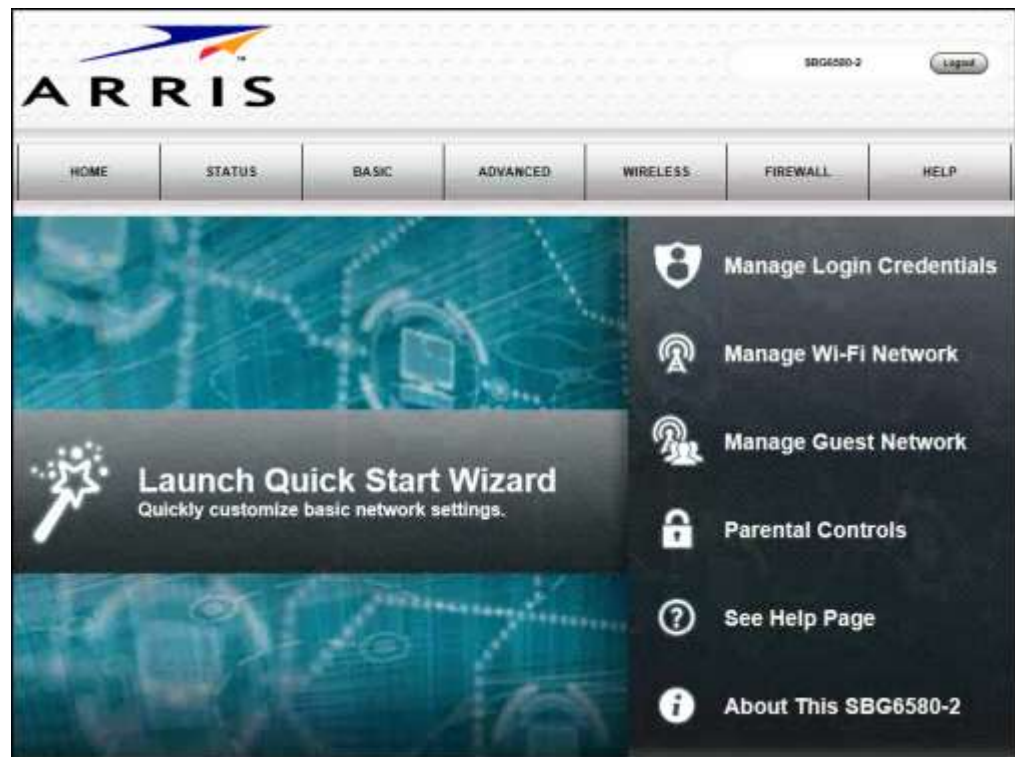 ARRIS
SBG6580-2
Logout
HOME
STATUS
BASIC
ADVANCED
WIRELESS
FIREWALL
HELP
Manage Login Credentials
Manage Wi-Fi Network
Manage Guest Network
Launch Quick Start Wizard
Quickly customize basic network settings.
Parental Controls
See Help Page
About This SBG6580-2